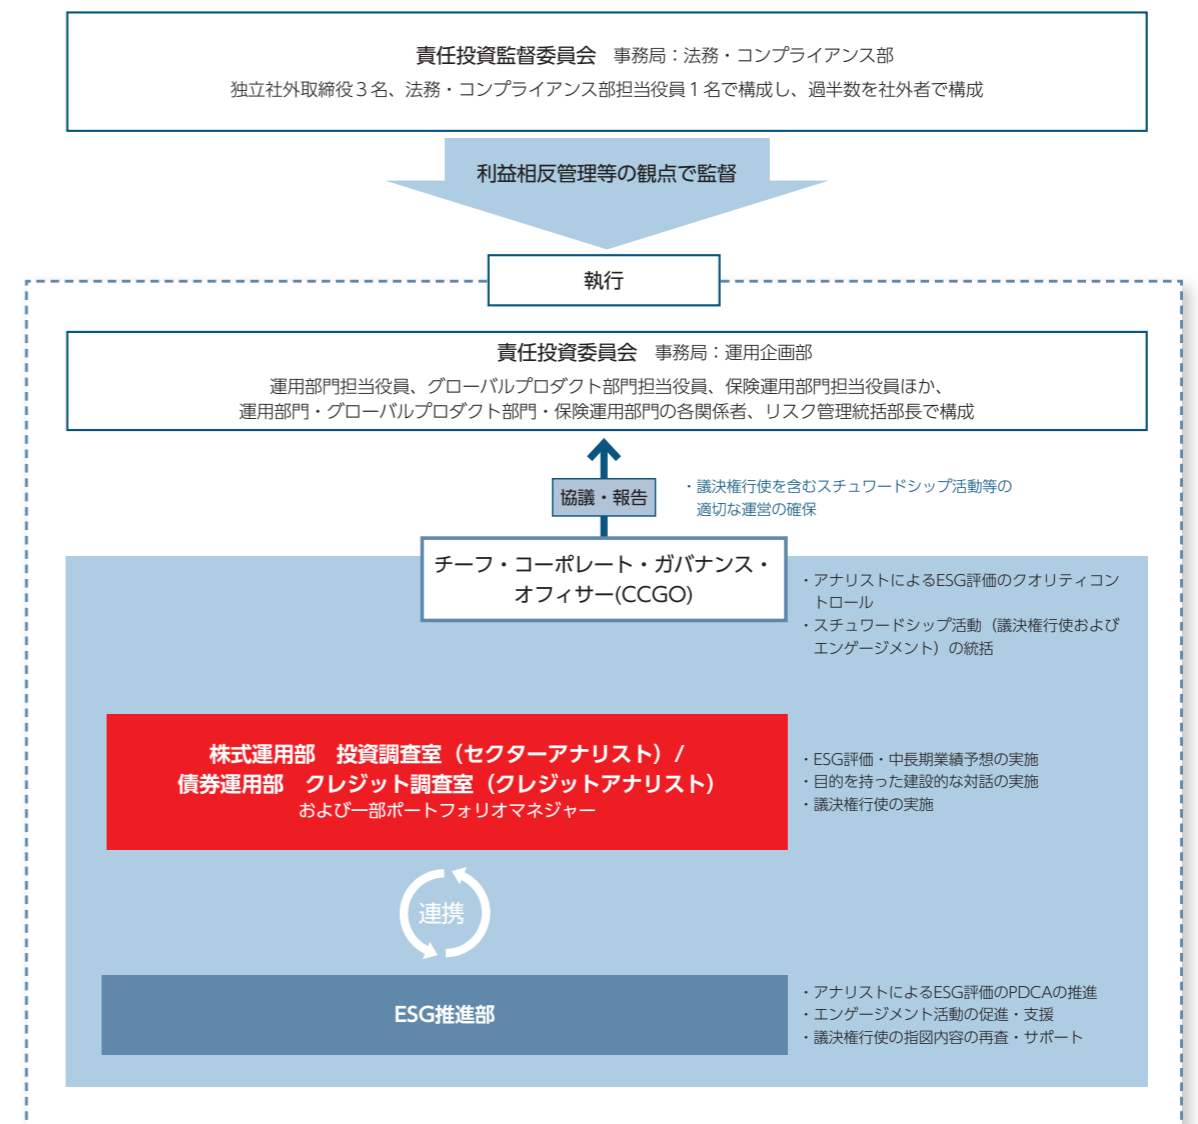 責任投資監督委員会　事務局：法務・コンプライアンス部
独立社外取締役３名、法務・コンプライアンス部担当役員１名で構成し、過半数を社外者で構成
利益相反管理等の観点で監督
執行
責任投資委員会　事務局：運用企画部
運用部門担当役員、グローバルプロダクト部門担当役員、保険運用部門担当役員ほか、
運用部門・グローバルプロダクト部門・保険運用部門の各関係者、リスク管理統括部長で構成
協議・報告
・議決権行使を含むスチュワードシップ活動等の
適切な運営の確保
チーフ・コーポレート・ガバナンス・
オフィサー(CCGO)
・アナリストによるESG評価のクオリティコン
トロール
・スチュワードシップ活動（議決権行使および
エンゲージメント）の統括
株式運用部　投資調査室（セクターアナリスト）/
債券運用部　クレジット調査室（クレジットアナリスト）
および一部ポートフォリオマネジャー
・ESG評価・中長期業績予想の実施
・目的を持った建設的な対話の実施
・議決権行使の実施
連携
ESG推進部
・アナリストによるESG評価のPDCAの推進
・エンゲージメント活動の促進・支援
・議決権行使の指図内容の再査・サポート